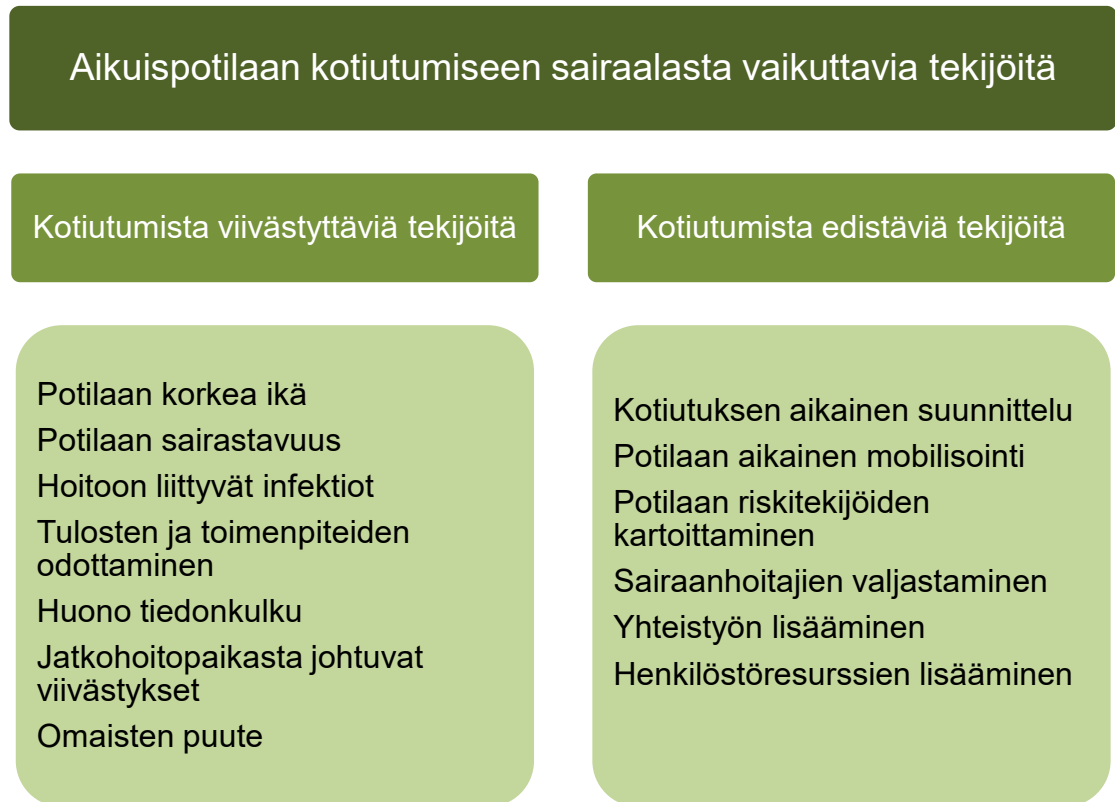 Aikuispotilaan kotiutumiseen sairaalasta vaikuttavia tekijöitä
Kotiutumista viivästyttäviä tekijöitä
Potilaan korkea ikä
Potilaan sairastavuus
Hoitoon liittyvät infektiot
Tulosten ja toimenpiteiden
odottaminen
Huono tiedonkulku
Jatkohoitopaikasta johtuvat
viivästykset
Omaisten puute
Kotiutumista edistäviä tekijöitä
Kotiutuksen aikainen suunnittelu
Potilaan aikainen mobilisointi
Potilaan riskitekijöiden
kartoittaminen
Sairaanhoitajien valjastaminen
Yhteistyön lisääminen
Henkilöstöresurssien lisääminen